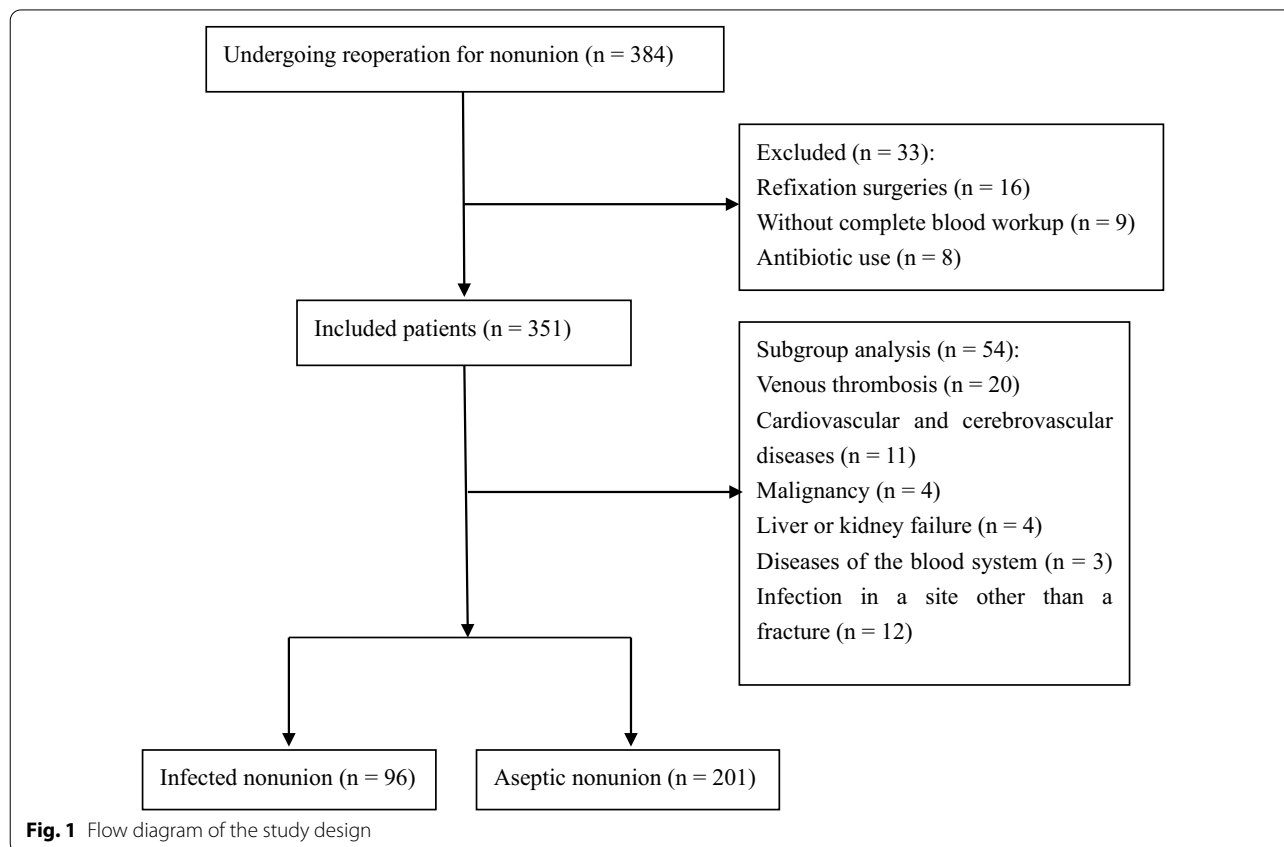 Undergoing reoperation for nonunion (n = 384)
Excluded (n = 33):
Refixation surgeries (n = 16)
Without complete blood workup (n = 9)
Antibiotic use (n = 8)
Included patients (n = 351)
Subgroup analysis (n = 54):
Venous thrombosis (n = 20)
Cardiovascular and cerebrovascular
diseases (n = 11)
Malignancy (n = 4)
Liver or kidney failure (n = 4)
Diseases of the blood system (n = 3)
Infection in a site other than a
fracture (n = 12)
Infected nonunion (n = 96)
Aseptic nonunion (n = 201)
Fig. 1 Flow diagram of the study design